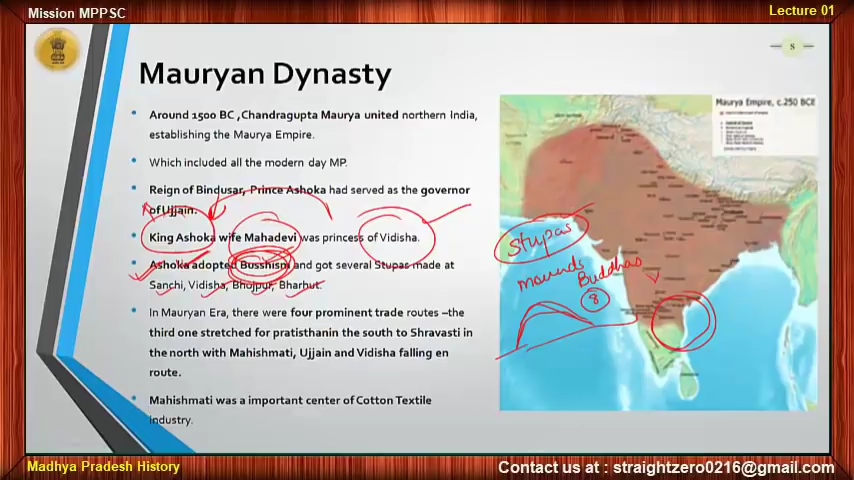 Mission MPPSC
Lecture 01
Mauryan Dynasty
Around 1500 BC ,Chandragupta Maurya united northern India,
establishing the Maurya Empire.
Which included all the modern day MP.
Reign of Bindusar, Prince Ashoka had served as the governor
of Ujjain.
King Ashoka wife Mahadevi was princess of Vidisha.
Ashoka adopted Busshism and got several Stupas made at
Sanchi, Vidisha, Bhojpur, Bharhut.
In Mauryan Era, there were four prominent trade routes –the
third one stretched for pratisthanin the south to Shravasti in
the north with Mahishmati, Ujjain and Vidisha falling en
route.
Mahishmati was a important center of Cotton Textile
industry.
Maurya Empire, c.250 BCE
Stupas
mounds
Buddhas
8
Madhya Pradesh History
Contact us at : straightzero0216@gmail.com